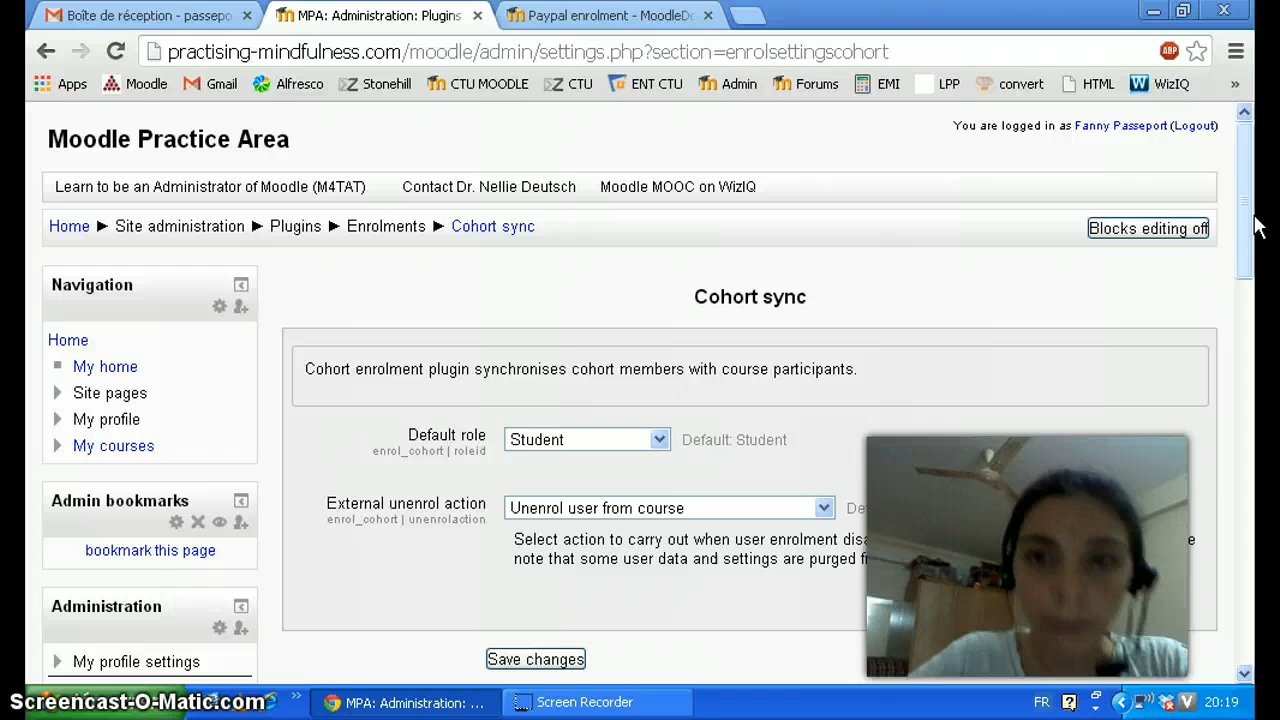 Boîte de réception - passepo
MPA: Administration: Plugins
Paypal enrolment - MoodleDo
practising-mindfulness.com/moodle/admin/settings.php?section=enrolsettingscohort
ABP
Apps Moodle Gmail Alfresco Stonehill CTU MOODLE CTU ENT CTU Admin Forums EMI LPP convert HTML WizIQ »
Moodle Practice Area
You are logged in as Fanny Passeport (Logout)
Learn to be an Administrator of Moodle (M4TAT) Contact Dr. Nellie Deutsch Moodle MOOC on WizIQ
Home ► Site administration ► Plugins ► Enrolments ► Cohort sync
Blocks editing off
Navigation
Home
My home
Site pages
My profile
My courses
Admin bookmarks
bookmark this page
Administration
My profile settings
Cohort sync
Cohort enrolment plugin synchronises cohort members with course participants.
Default role
enrol_cohort | roleid
Student
Default: Student
External unenrol action
enrol_cohort | unenrolaction
Unenrol user from course
De
Select action to carry out when user enrolment disa
note that some user data and settings are purged f
Save changes
Screencast-O-Matic.com
MPA: Administration: ...
Screen Recorder
FR
20:19